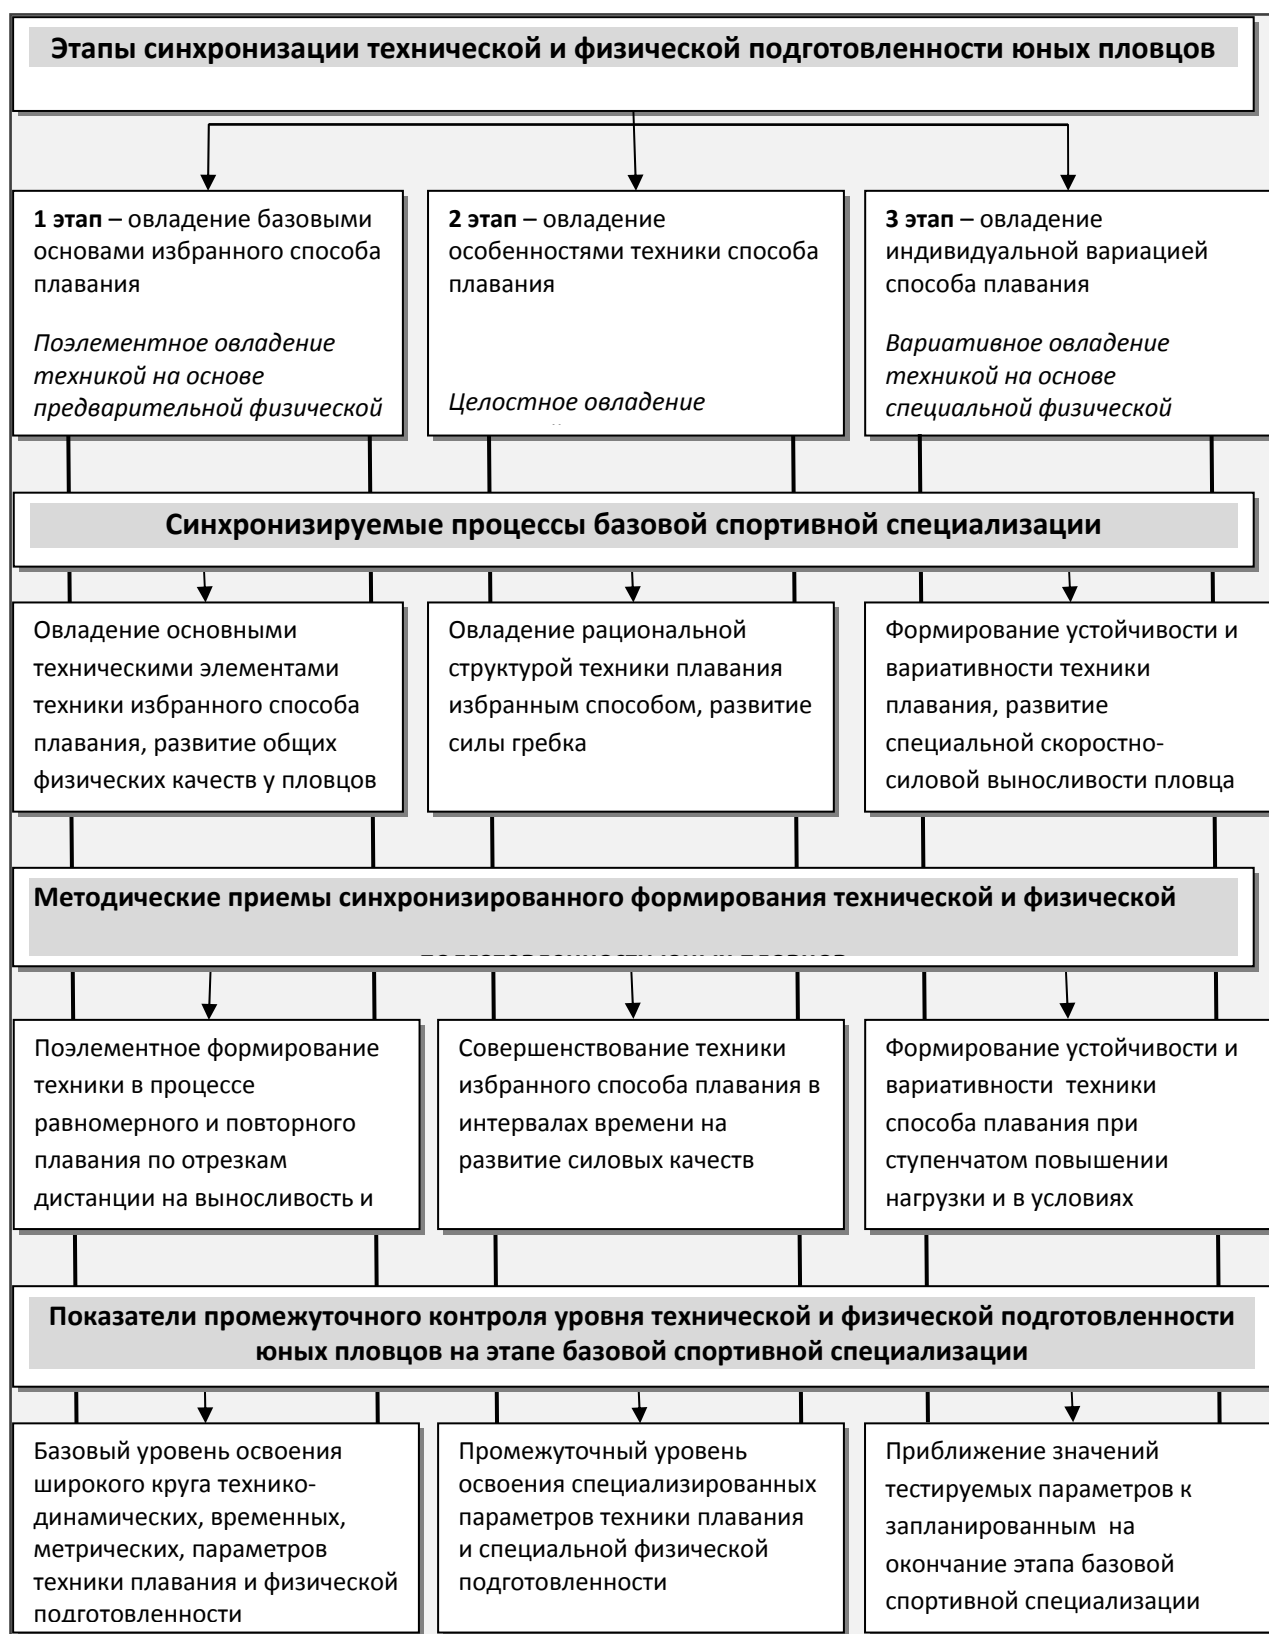 Этапы синхронизации технической и физической подготовленности юных пловцов
1 этап – овладение базовыми
основами избранного способа
плавания
Поэлементное овладение
техникой на основе
предварительной физической
2 этап – овладение
особенностями техники способа
плавания
Целостное овладение
3 этап – овладение
индивидуальной вариацией
способа плавания
Вариативное овладение
техникой на основе
специальной физической
Синхронизируемые процессы базовой спортивной специализации
Овладение основными
техническими элементами
техники избранного способа
плавания, развитие общих
физических качеств у пловцов
Овладение рациональной
структурой техники плавания
избранным способом, развитие
силы гребка
Формирование устойчивости и
вариативности техники
плавания, развитие
специальной скоростно-
силовой выносливости пловца
Методические приемы синхронизированного формирования технической и физической
Поэлементное формирование
техники в процессе
равномерного и повторного
плавания по отрезкам
дистанции на выносливость и
Совершенствование техники
избранного способа плавания в
интервалах времени на
развитие силовых качеств
Формирование устойчивости и
вариативности техники
способа плавания при
ступенчатом повышении
нагрузки и в условиях
Показатели промежуточного контроля уровня технической и физической подготовленности
юных пловцов на этапе базовой спортивной специализации
Базовый уровень освоения
широкого круга технико-
динамических, временных,
метрических, параметров
техники плавания и физической
подготовленности
Промежуточный уровень
освоения специализированных
параметров техники плавания
и специальной физической
подготовленности
Приближение значений
тестируемых параметров к
запланированным на
окончание этапа базовой
спортивной специализации